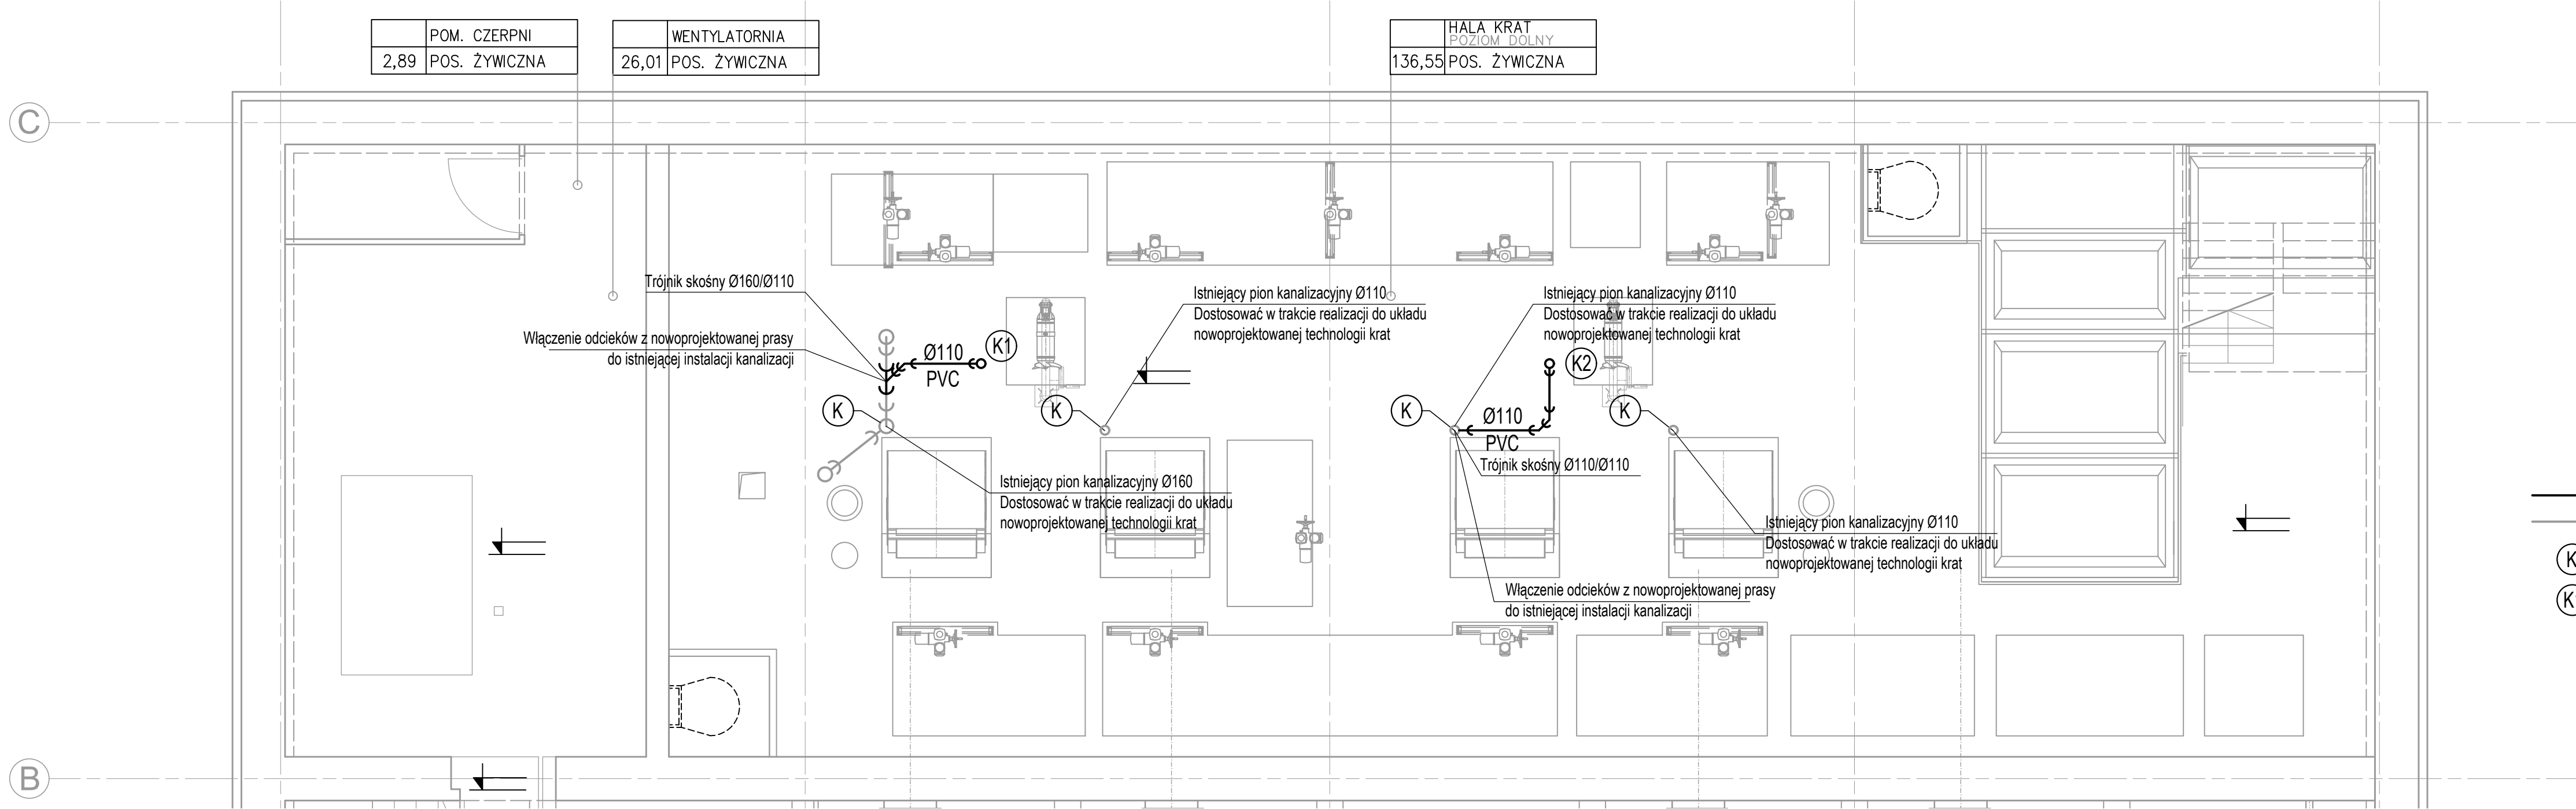 POM. CZERPNI
2,89 POS. ŻYWICZNA
WENTYLATORNIA
26,01 POS. ŻYWICZNA
HALA KRAT
POZIOM DOLNY
136,55 POS. ŻYWICZNA
C
Trójnik skośny Ø160/Ø110
Włączenie odcieków z nowoprojektowanej prasy
do istniejącej instalacji kanalizacji
Ø110
PVC
K1
K
Istniejący pion kanalizacyjny Ø160
Dostosować w trakcie realizacji do układu
nowoprojektowanej technologii krat
Istniejący pion kanalizacyjny Ø110
Dostosować w trakcie realizacji do układu
nowoprojektowanej technologii krat
K
Istniejący pion kanalizacyjny Ø110
Dostosować w trakcie realizacji do układu
nowoprojektowanej technologii krat
K2
K
Ø110
PVC
Trójnik skośny Ø110/Ø110
Włączenie odcieków z nowoprojektowanej prasy
do istniejącej instalacji kanalizacji
K
Istniejący pion kanalizacyjny Ø110
Dostosować w trakcie realizacji do układu
nowoprojektowanej technologii krat
K
K
B